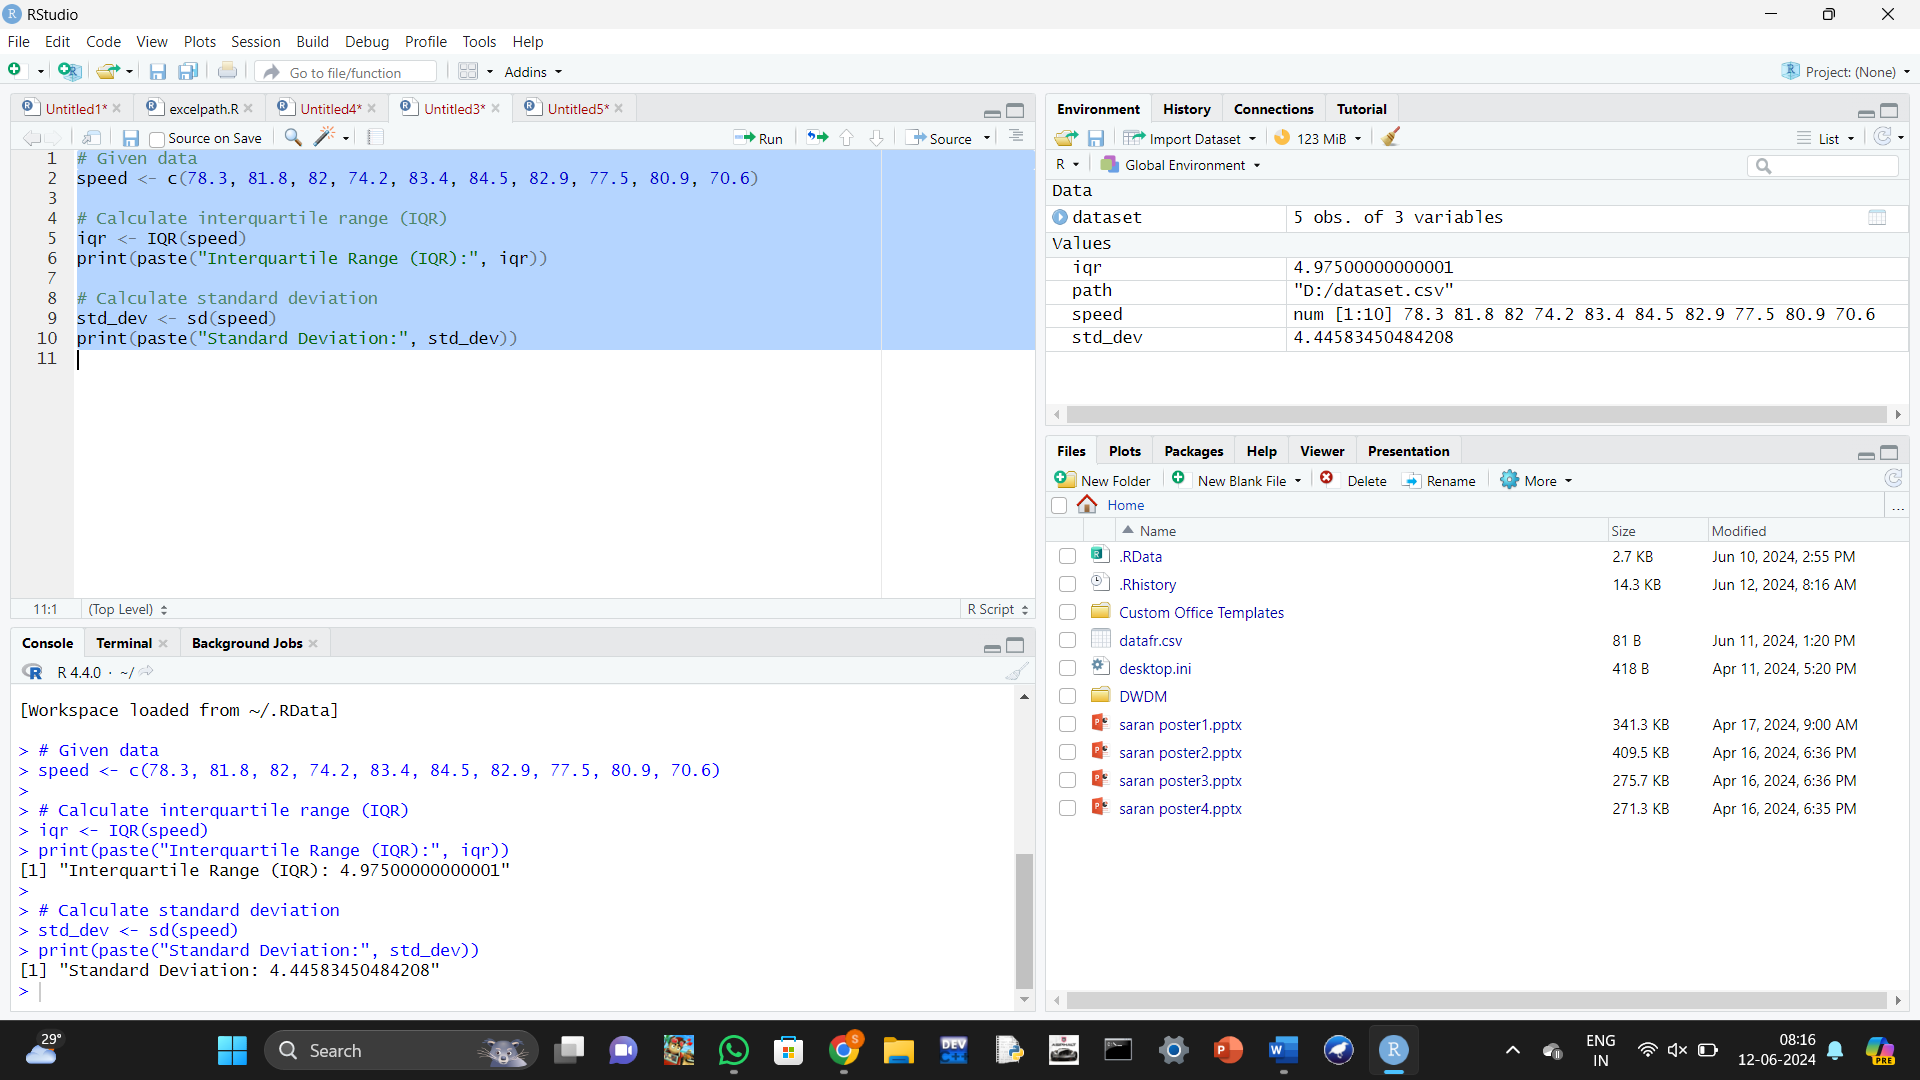 RStudio
File Edit Code View Plots Session Build Debug Profile Tools Help
Go to file/function Addins Project: (None)
Untitled1* excelpath.R Untitled4* Untitled3* Untitled5*
Source on Save Run Source
1 # Given data
2 speed <- c(78.3, 81.8, 82, 74.2, 83.4, 84.5, 82.9, 77.5, 80.9, 70.6)
3
4 # Calculate interquartile range (IQR)
5 iqr <- IQR(speed)
6 print(paste("Interquartile Range (IQR):", iqr))
7
8 # Calculate standard deviation
9 std_dev <- sd(speed)
10 print(paste("Standard Deviation:", std_dev))
11
11:1 (Top Level) R Script
Console Terminal Background Jobs
R 4.4.0 · ~/
[Workspace loaded from ~/.RData]
> # Given data
> speed <- c(78.3, 81.8, 82, 74.2, 83.4, 84.5, 82.9, 77.5, 80.9, 70.6)
>
> # Calculate interquartile range (IQR)
> iqr <- IQR(speed)
> print(paste("Interquartile Range (IQR):", iqr))
[1] "Interquartile Range (IQR): 4.97500000000001"
>
> # Calculate standard deviation
> std_dev <- sd(speed)
> print(paste("Standard Deviation:", std_dev))
[1] "Standard Deviation: 4.44583450484208"
>
Environment History Connections Tutorial
Import Dataset 123 MiB List
R Global Environment
Data
dataset 5 obs. of 3 variables
Values
iqr 4.97500000000001
path "D:/dataset.csv"
speed num [1:10] 78.3 81.8 82 74.2 83.4 84.5 82.9 77.5 80.9 70.6
std_dev 4.44583450484208
Files Plots Packages Help Viewer Presentation
New Folder New Blank File Delete Rename More
Home ...
Name Size Modified
.RData 2.7 KB Jun 10, 2024, 2:55 PM
.Rhistory 14.3 KB Jun 12, 2024, 8:16 AM
Custom Office Templates
datafr.csv 81 B Jun 11, 2024, 1:20 PM
desktop.ini 418 B Apr 11, 2024, 5:20 PM
DWDM
saran poster1.pptx 341.3 KB Apr 17, 2024, 9:00 AM
saran poster2.pptx 409.5 KB Apr 16, 2024, 6:36 PM
saran poster3.pptx 275.7 KB Apr 16, 2024, 6:36 PM
saran poster4.pptx 271.3 KB Apr 16, 2024, 6:35 PM
29° Search DEV C++ ENG IN 08:16 12-06-2024 PRE